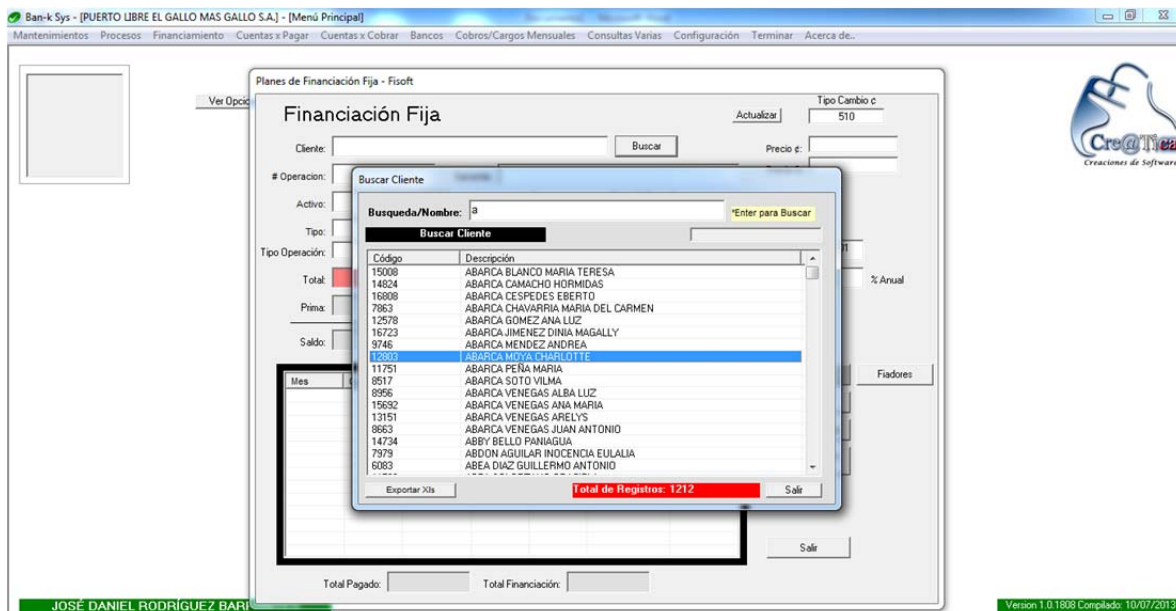 Ban-k Sys - [PUERTO LIBRE EL GALLO MAS GALLO S.A.] - [Menú Principal]
Mantenimientos Procesos Financiamiento Cuentas x Pagar Cuentas x Cobrar Bancos Cobros/Cargos Mensuales Consultas Varias Configuración Terminar Acerca de..
Planes de Financiación Fija - Fisoft
Ver Opcio
Financiación Fija
Actualizar
Tipo Cambio ¢
510
Cliente:
Buscar
Precio ¢:
# Operacion:
Activo:
Tipo:
Tipo Operación:
Total:
% Anual
Prima:
Saldo:
Mes
Fiadores
Buscar Cliente
Busqueda/Nombre: a
*Enter para Buscar
Buscar Cliente
Código Descripción
15008 ABARCA BLANCO MARIA TERESA
14824 ABARCA CAMACHO HORMIDAS
16808 ABARCA CESPEDES EBERTO
7863 ABARCA CHAVARRIA MARIA DEL CARMEN
12578 ABARCA GOMEZ ANA LUZ
16723 ABARCA JIMENEZ DINIA MAGALLY
9746 ABARCA MENDEZ ANDREA
12803 ABARCA MOYA CHARLOTTE
11751 ABARCA PEÑA MARIA
8517 ABARCA SOTO VILMA
8956 ABARCA VENEGAS ALBA LUZ
15692 ABARCA VENEGAS ANA MARIA
13151 ABARCA VENEGAS ARELYS
8663 ABARCA VENEGAS JUAN ANTONIO
14734 ABBY BELLO PANIAGUA
7979 ABDON AGUILAR INOCENCIA EULALIA
6083 ABEA DIAZ GUILLERMO ANTONIO
Exportar Xls
Total de Registros: 1212
Salir
Salir
Total Pagado:
Total Financiación:
Cre@Tica
Creaciones de Software
JOSÉ DANIEL RODRÍGUEZ BAR
Version 1.0.1808 Compilado: 10/07/2013